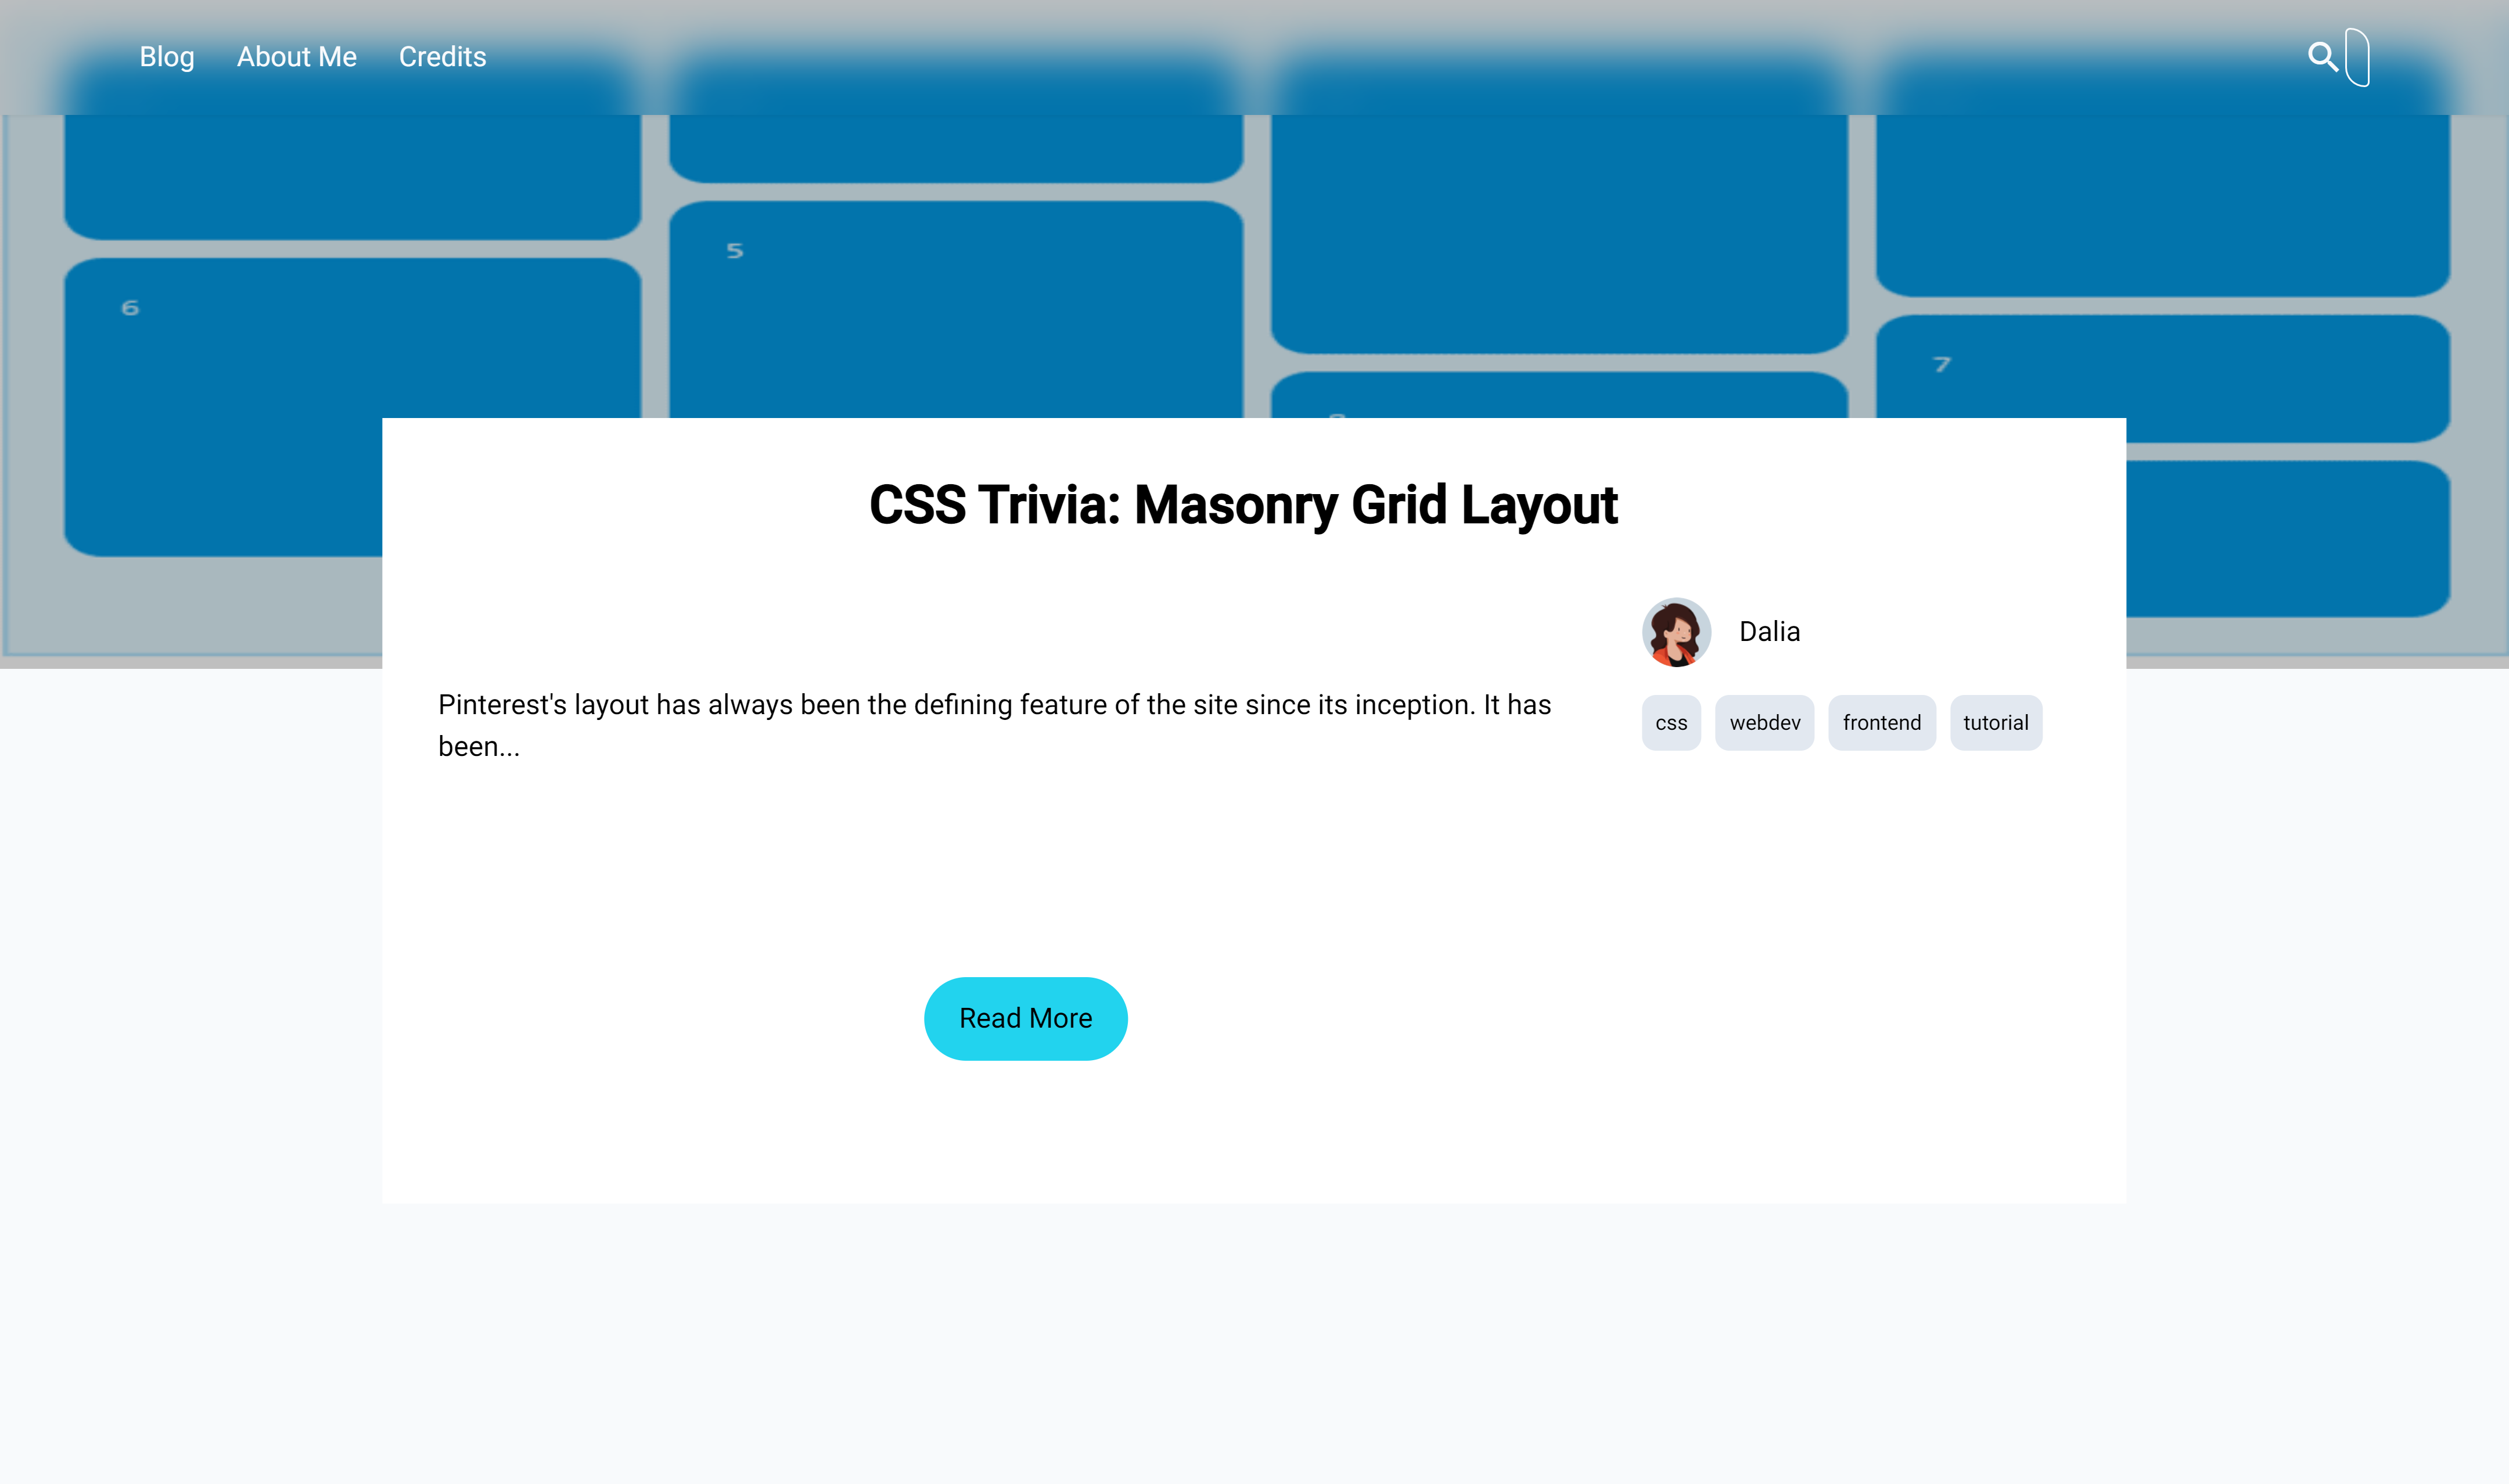 Blog About Me Credits
5
6
7
CSS Trivia: Masonry Grid Layout
Dalia
Pinterest's layout has always been the defining feature of the site since its inception. It has
been...
css webdev frontend tutorial
Read More